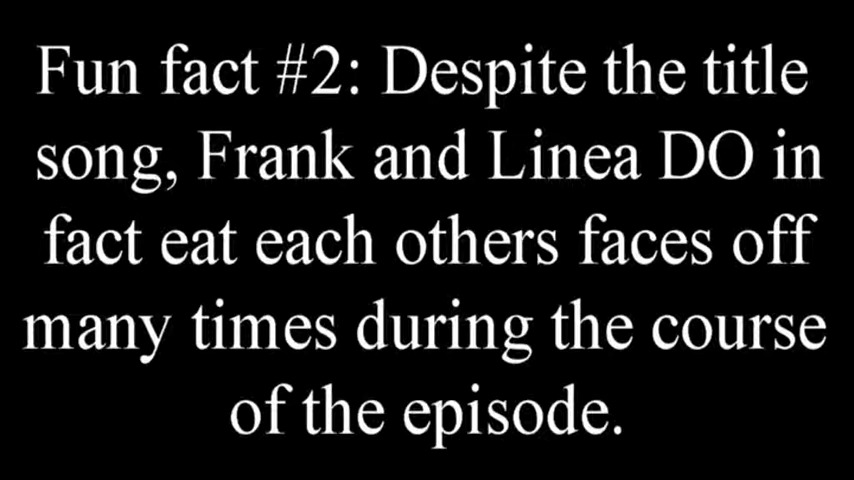 Fun fact #2: Despite the title
song, Frank and Linea DO in
fact eat each others faces off
many times during the course
of the episode.